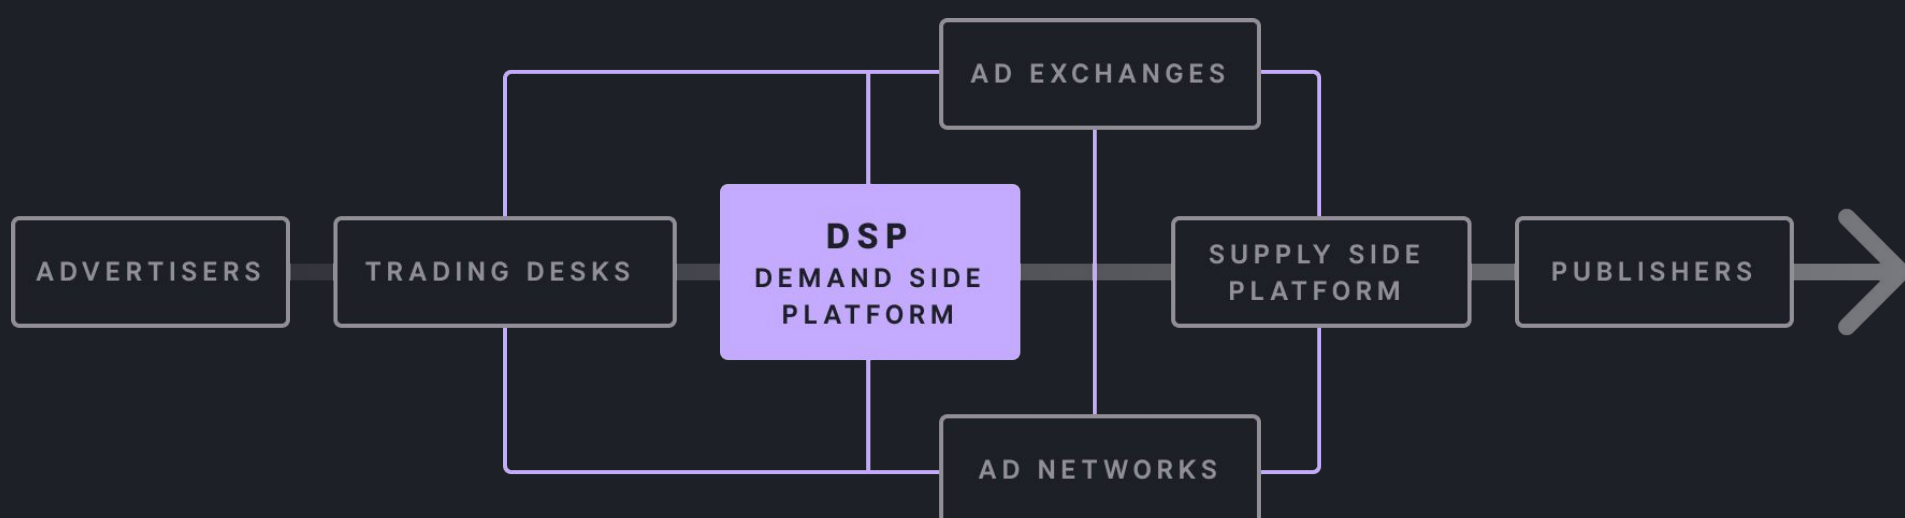 AD EXCHANGES
ADVERTISERS
TRADING DESKS
DSP
DEMAND SIDE
PLATFORM
SUPPLY SIDE
PLATFORM
PUBLISHERS
AD NETWORKS